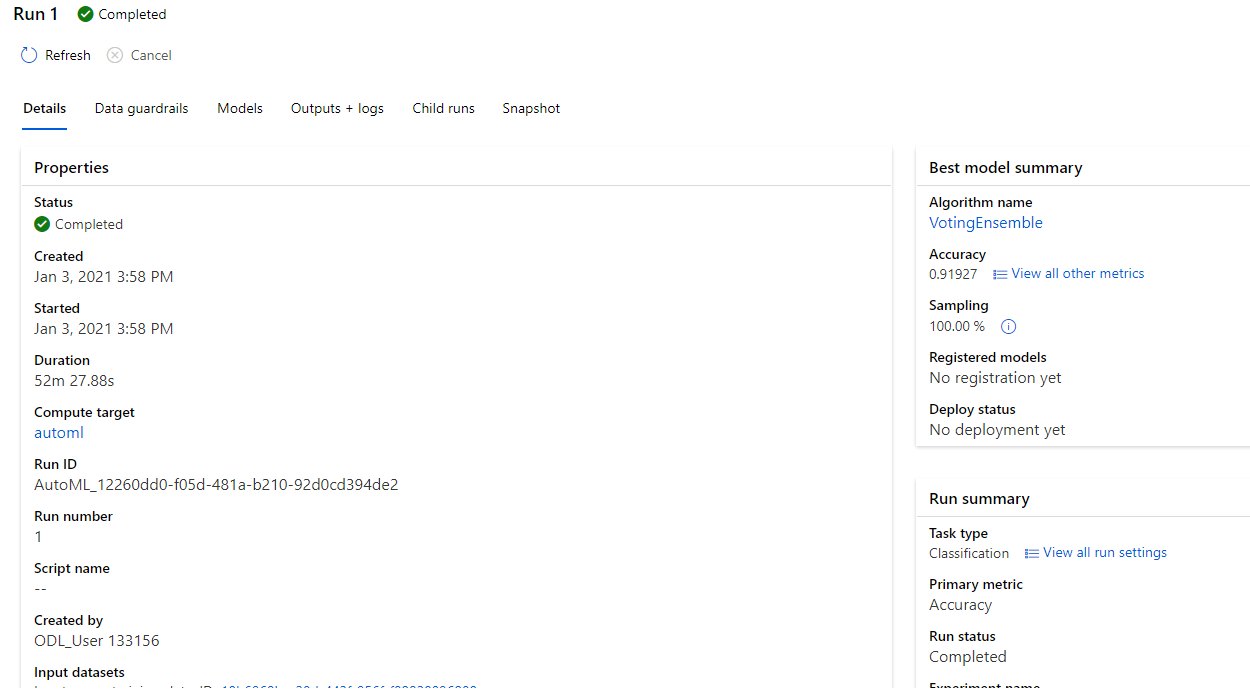 Run 1 Completed
Refresh Cancel
Details Data guardrails Models Outputs + logs Child runs Snapshot
Properties
Status
Completed
Created
Jan 3, 2021 3:58 PM
Started
Jan 3, 2021 3:58 PM
Duration
52m 27.88s
Compute target
automl
Run ID
AutoML_12260dd0-f05d-481a-b210-92d0cd394de2
Run number
1
Script name
--
Created by
ODL_User 133156
Input datasets
Best model summary
Algorithm name
VotingEnsemble
Accuracy
0.91927 View all other metrics
Sampling
100.00 %
Registered models
No registration yet
Deploy status
No deployment yet
Run summary
Task type
Classification View all run settings
Primary metric
Accuracy
Run status
Completed
Experiment name